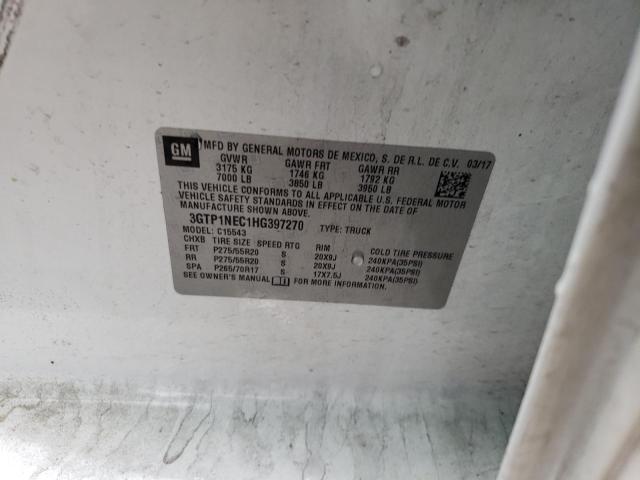 GM MFD BY GENERAL MOTORS DE MEXICO, S. DE R.L. DE C.V. 03/17
GVWR GAWR FRT GAWR RR
3175 KG 1746 KG 1792 KG
7000 LB 3850 LB 3950 LB
THIS VEHICLE CONFORMS TO ALL APPLICABLE U.S. FEDERAL MOTOR
VEHICLE SAFETY STANDARDS IN EFFECT ON THE DATE OF
MANUFACTURE SHOWN ABOVE.
3GTP1NEC1HG397270 TYPE: TRUCK
MODEL: C15543
CHXB TIRE SIZE SPEED RTG RIM COLD TIRE PRESSURE
FRT P275/55R20 S 20X9J 240KPA(35PSI)
RR P275/55R20 S 20X9J 240KPA(35PSI)
SPA P265/70R17 S 17X7.5J 240KPA(35PSI)
SEE OWNER'S MANUAL FOR MORE INFORMATION.